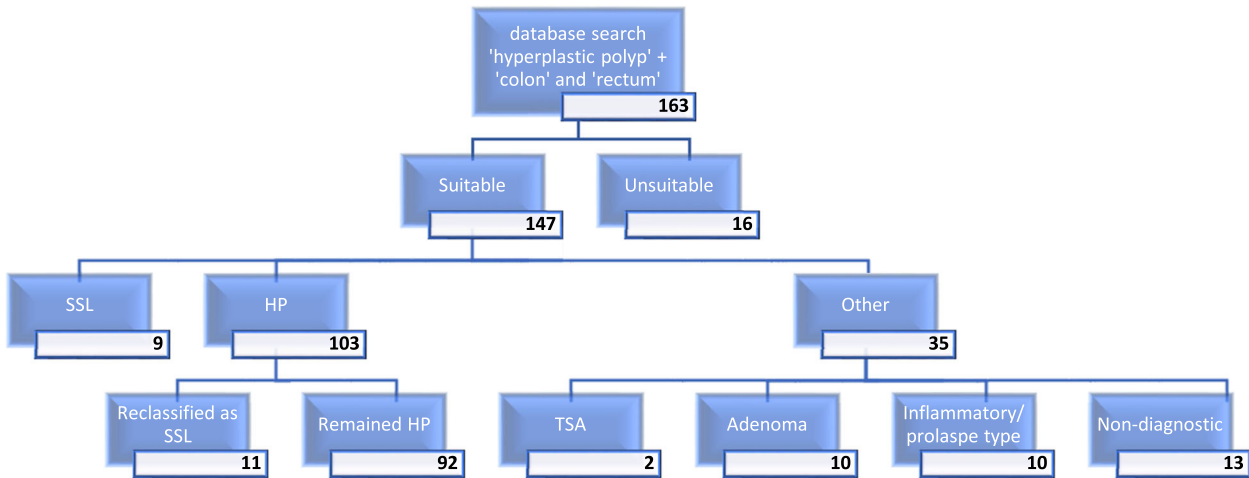 database search
'hyperplastic polyp' +
'colon' and 'rectum'
163
Suitable
147
Unsuitable
16
SSL
9
HP
103
Other
35
Reclassified as
SSL
11
Remained HP
92
TSA
2
Adenoma
10
Inflammatory/
prolaspe type
10
Non-diagnostic
13